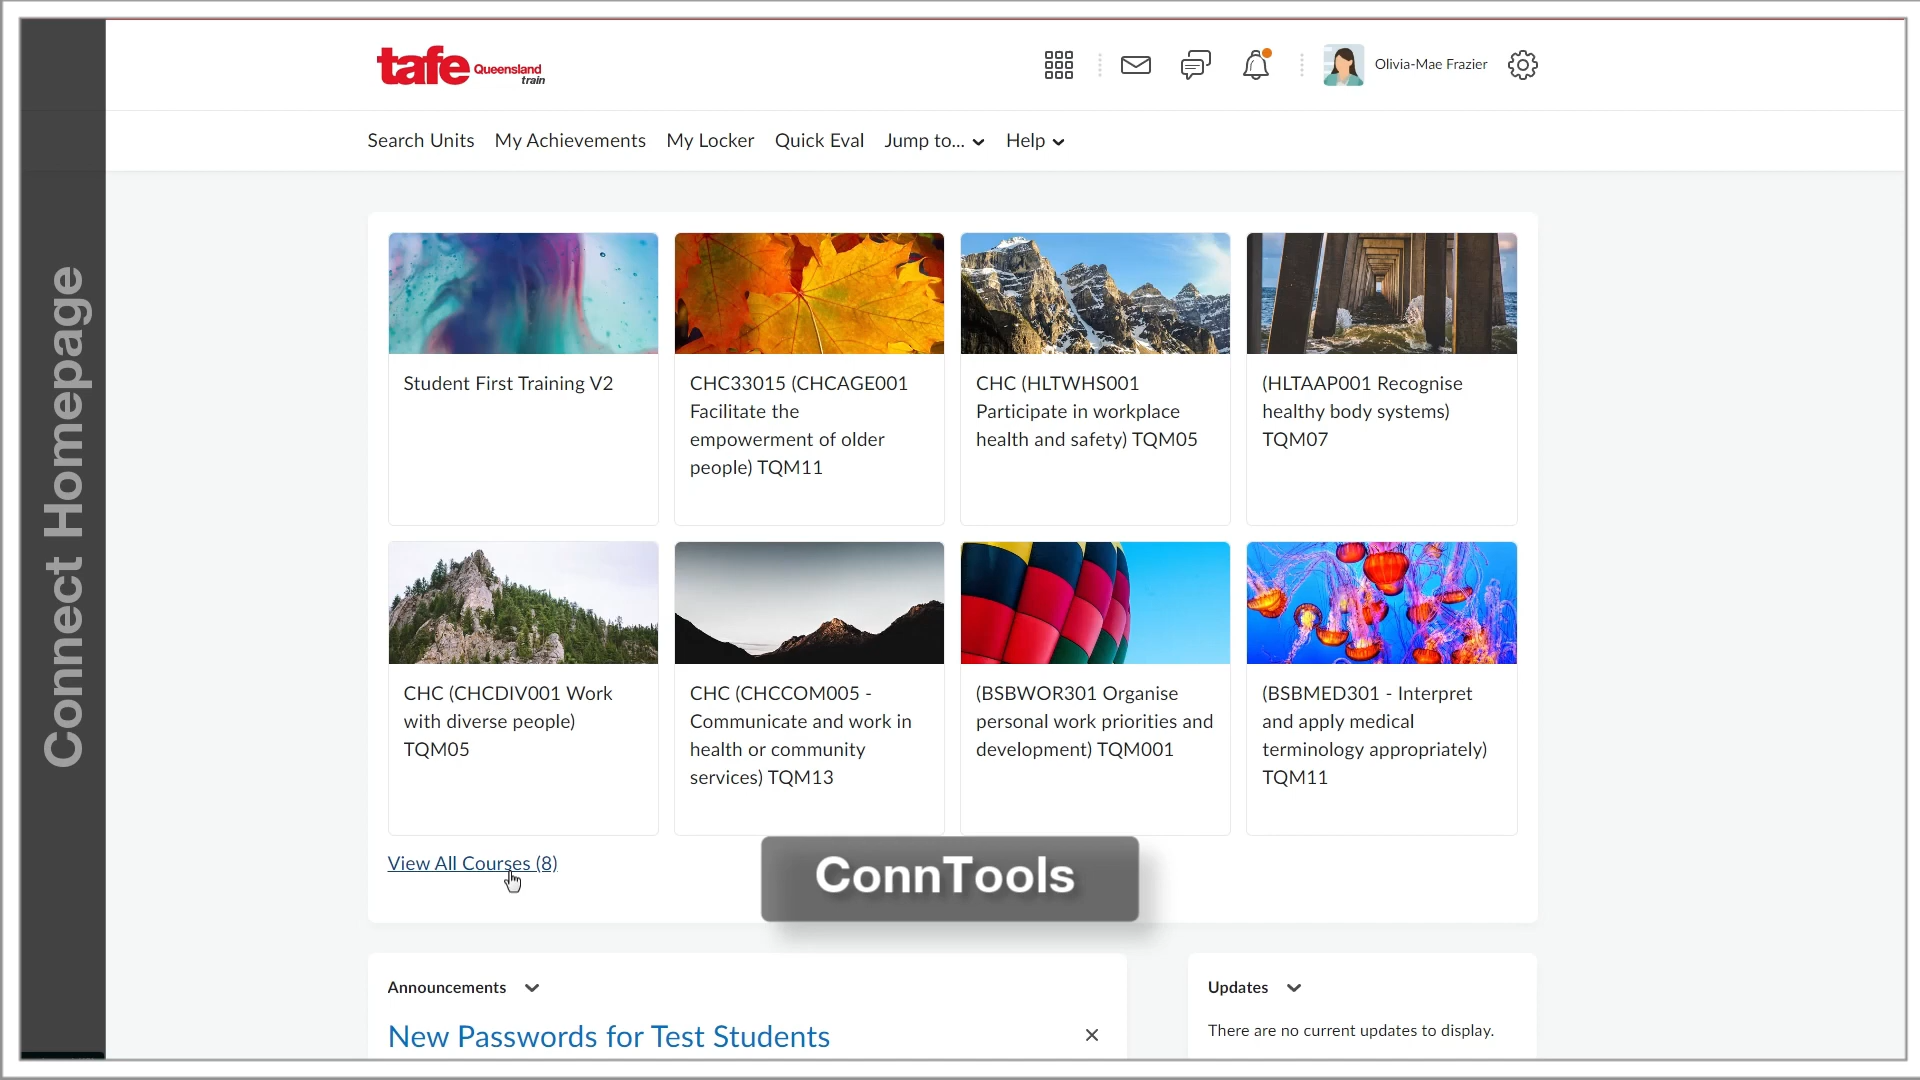 Connect Homepage
tafe Queensland
train
Olivia-Mae Frazier
Search Units My Achievements My Locker Quick Eval Jump to... Help
Student First Training V2
CHC33015 (CHCAGE001
Facilitate the
empowerment of older
people) TQM11
CHC (HLTWHS001
Participate in workplace
health and safety) TQM05
(HLTAAP001 Recognise
healthy body systems)
TQM07
CHC (CHCDIV001 Work
with diverse people)
TQM05
CHC (CHCCOM005 -
Communicate and work in
health or community
services) TQM13
(BSBWOR301 Organise
personal work priorities and
development) TQM001
(BSBMED301 - Interpret
and apply medical
terminology appropriately)
TQM11
View All Courses (8)
ConnTools
Announcements
New Passwords for Test Students
Updates
There are no current updates to display.